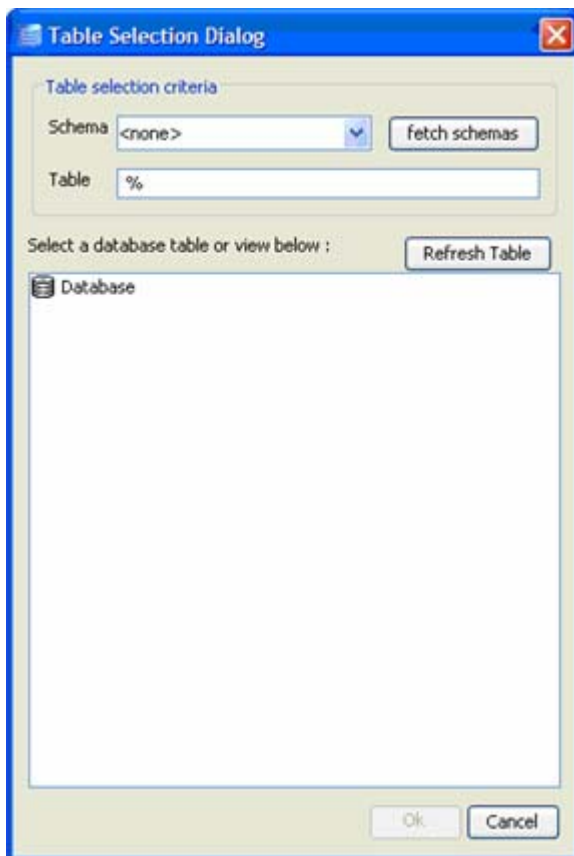 Table Selection Dialog
Table selection criteria
Schema <none> fetch schemas
Table %
Select a database table or view below :
Refresh Table
Database
Ok Cancel